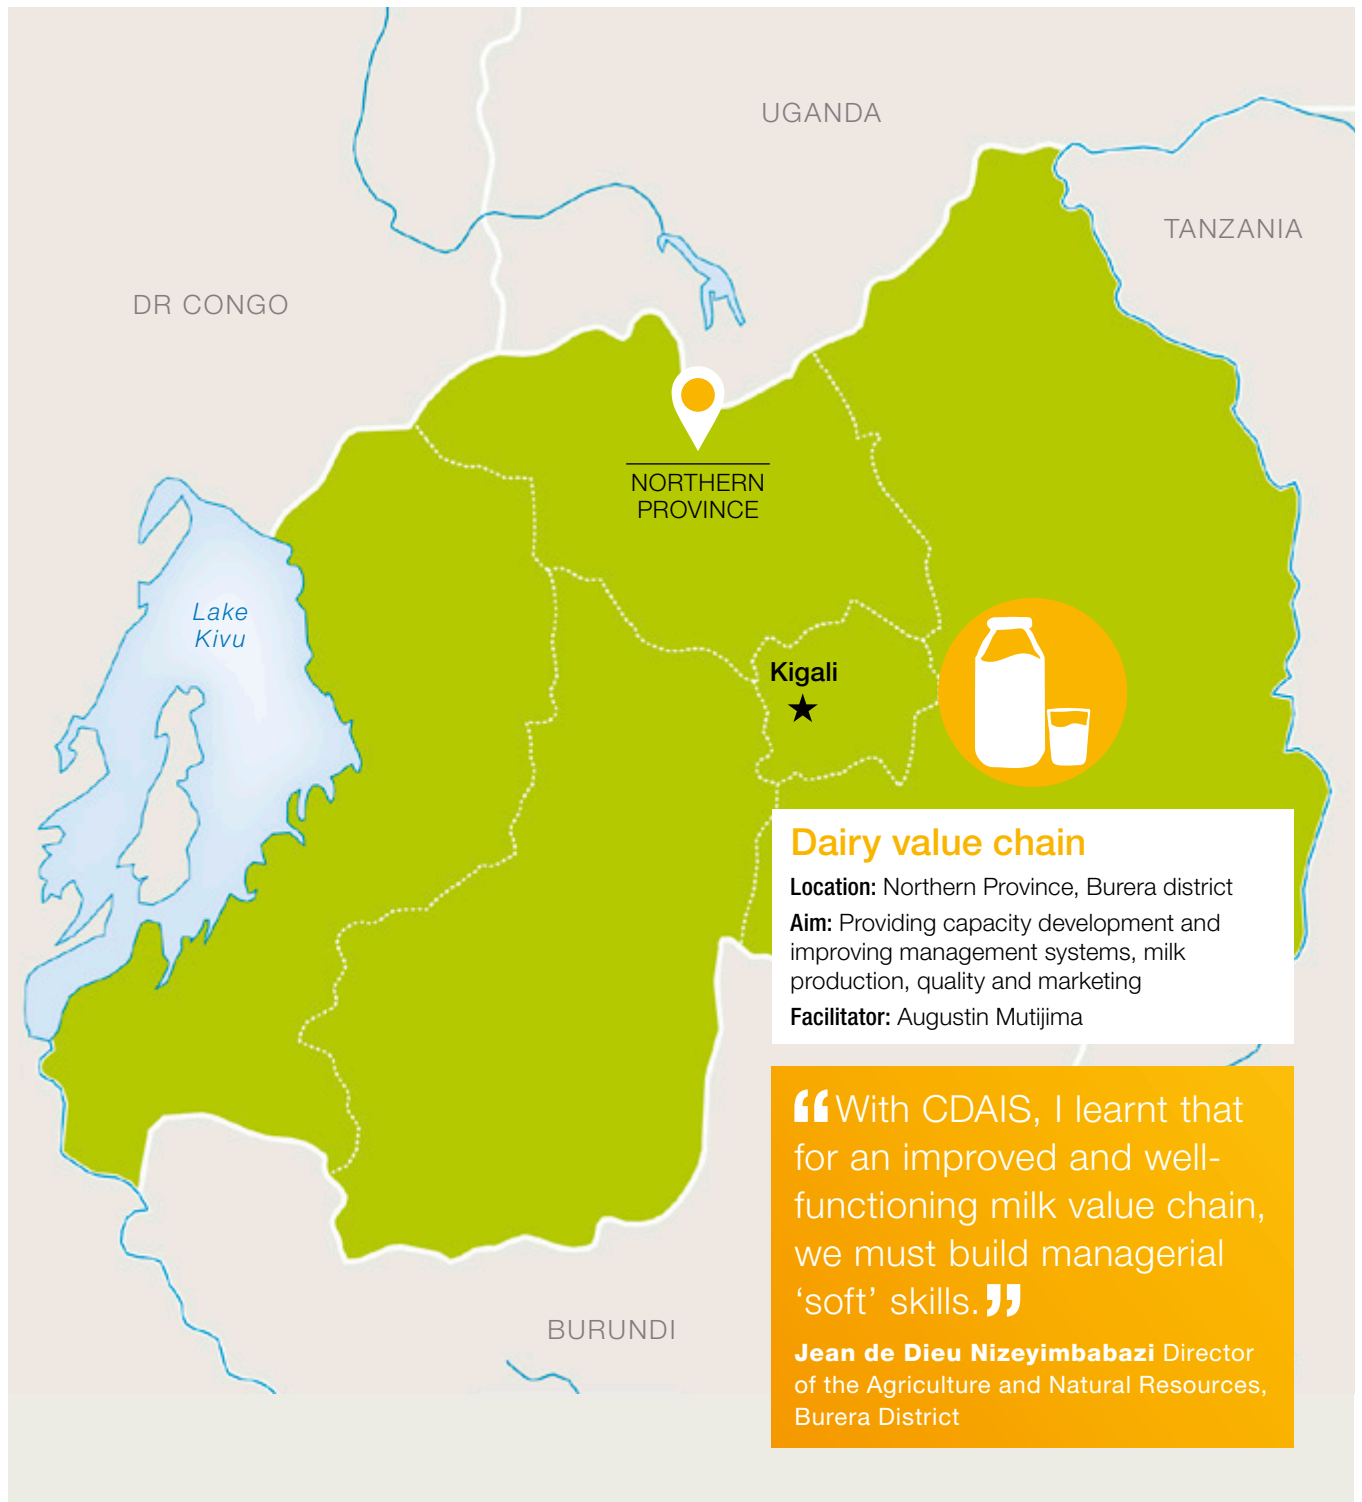 UGANDA
TANZANIA
DR CONGO
NORTHERN
PROVINCE
Lake
Kivu
Kigali
Dairy value chain
Location: Northern Province, Burera district
Aim: Providing capacity development and
improving management systems, milk
production, quality and marketing
Facilitator: Augustin Mutijima
“With CDAIS, I learnt that
for an improved and well-
functioning milk value chain,
we must build managerial
‘soft’ skills.”
Jean de Dieu Nizeyimbabazi Director
of the Agriculture and Natural Resources,
Burera District
BURUNDI